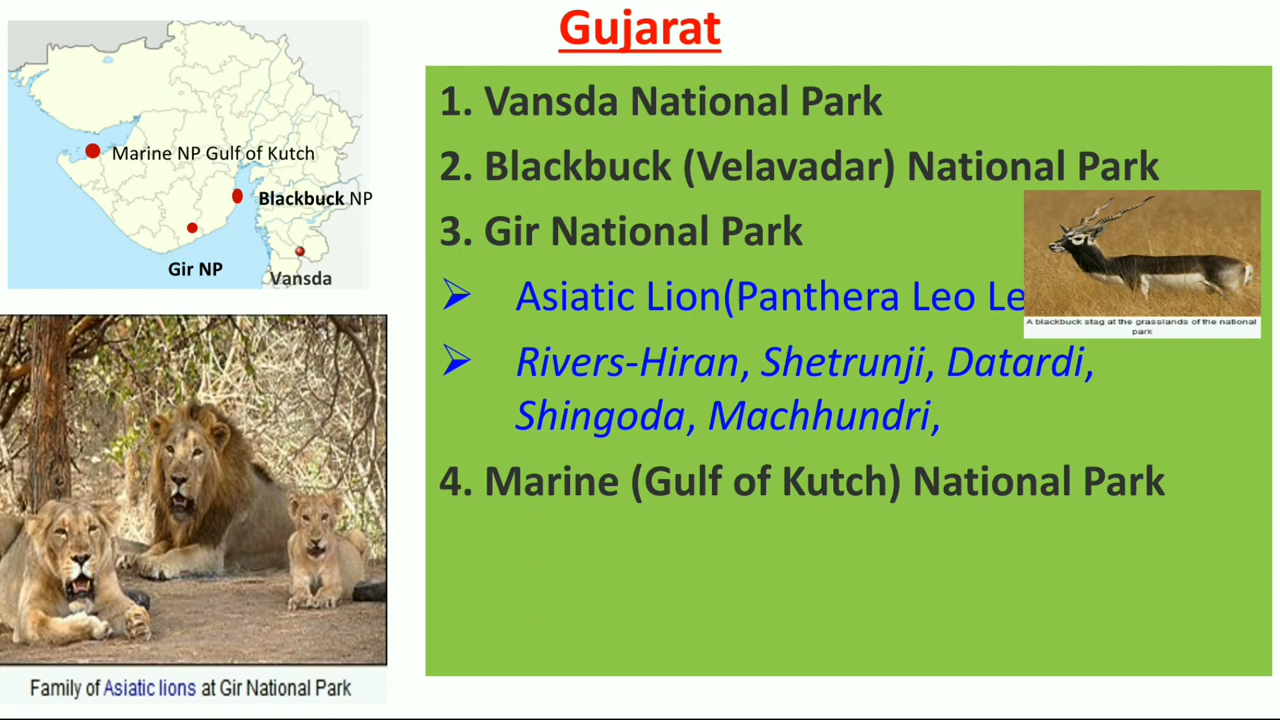 Gujarat
Marine NP Gulf of Kutch
Blackbuck NP
Gir NP
Vansda
Family of Asiatic lions at Gir National Park
1. Vansda National Park
2. Blackbuck (Velavadar) National Park
3. Gir National Park
➢ Asiatic Lion(Panthera Leo Le
A blackbuck stag at the grasslands of the national
park
➢ Rivers-Hiran, Shetrunji, Datardi,
Shingoda, Machhundri,
4. Marine (Gulf of Kutch) National Park